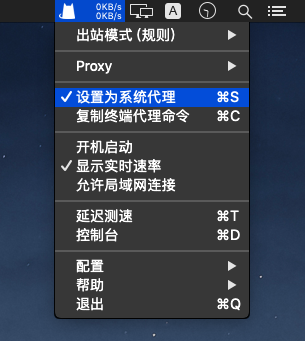 0KB/s
0KB/s
A
出站模式 (规则)
Proxy
设置为系统代理 ⌘S
复制终端代理命令 ⌘C
开机启动
显示实时速率
允许局域网连接
延迟测速 ⌘T
控制台 ⌘D
配置
帮助
退出 ⌘Q